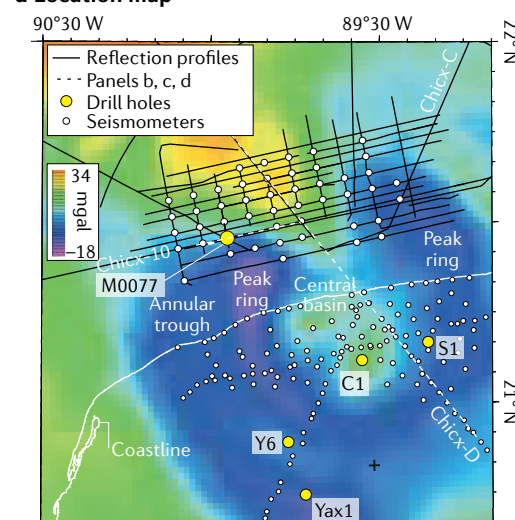 a Location map
90°30′ W
89°30′ W
22° N
Reflection profiles
Panels b, c, d
Drill holes
Seismometers
Chicx-C
34
mgal
–18
Chicx-10
M0077
Peak
ring
Annular
trough
Peak
ring
Central
basin
S1
C1
21° N
Chicx-D
Y6
Coastline
Yax1